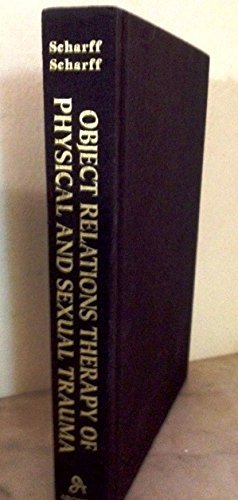 Scharff
Scharff
OBJECT RELATIONS THERAPY OF
PHYSICAL AND SEXUAL TRAUMA